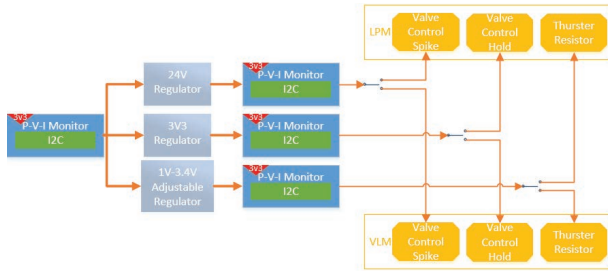 LPM
Valve
Control
Spike
Valve
Control
Hold
Thurster
Resistor
3V3
P-V-I Monitor
I2C
24V
Regulator
3V3
P-V-I Monitor
I2C
3V3
P-V-I Monitor
I2C
3V3
Regulator
3V3
P-V-I Monitor
I2C
1V-3.4V
Adjustable
Regulator
VLM
Valve
Control
Spike
Valve
Control
Hold
Thurster
Resistor